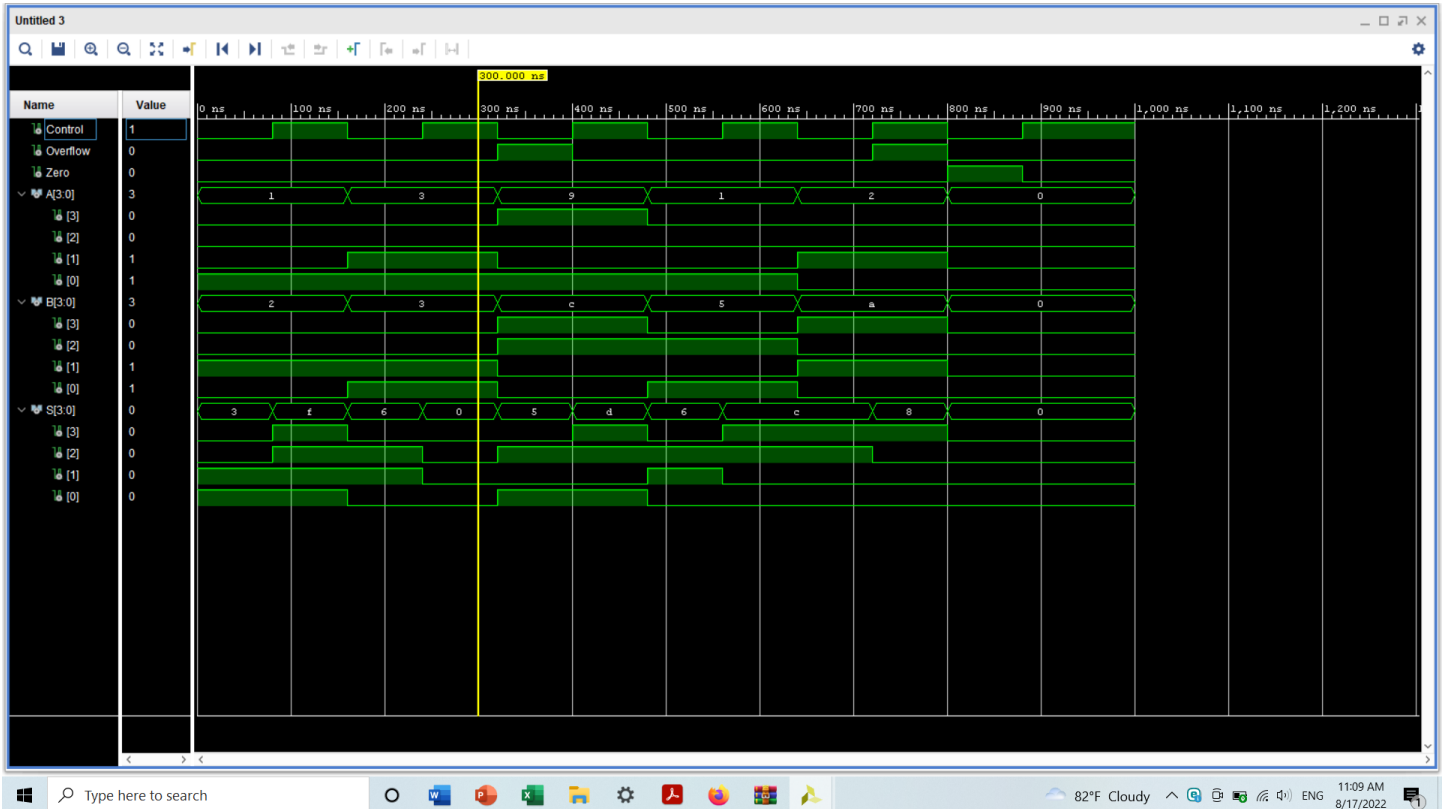 Untitled 3
300.000 ns
Name Value
0 ns 100 ns 200 ns 300 ns 400 ns 500 ns 600 ns 700 ns 800 ns 900 ns 1,000 ns 1,100 ns 1,200 ns
Control 1
Overflow 0
Zero 0
A[3:0] 3 1 3 9 1 2 0
[3] 0
[2] 0
[1] 1
[0] 1
B[3:0] 3 2 3 c 5 a 0
[3] 0
[2] 0
[1] 1
[0] 1
S[3:0] 0 3 f 6 0 5 d 6 c 8 0
[3] 0
[2] 0
[1] 0
[0] 0
Type here to search
82°F Cloudy
ENG
11:09 AM
8/17/2022
1